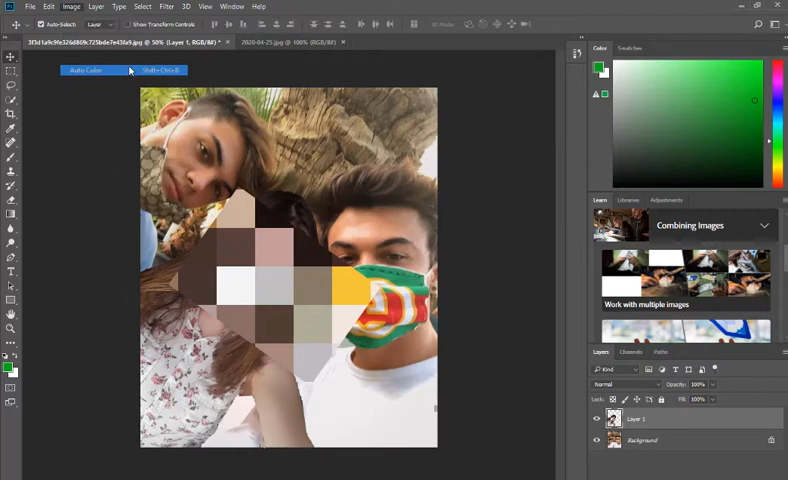 File Edit Image Layer Type Select Filter 3D View Window Help
Auto-Select: Layer Show Transform Controls 3D Mode:
3f3d1a9c9fe326d869c725bde7e43fa9.jpg @ 50% (Layer 1, RGB/8#) * × 2020-04-25.jpg @ 100% (RGB/8#) ×
Auto Color Shift+Ctrl+B
Color Swatches
Learn Libraries Adjustments
Combining Images
Work with multiple images
Layers Channels Paths
Kind
Normal Opacity: 100%
Lock: Fill: 100%
Layer 1
Background